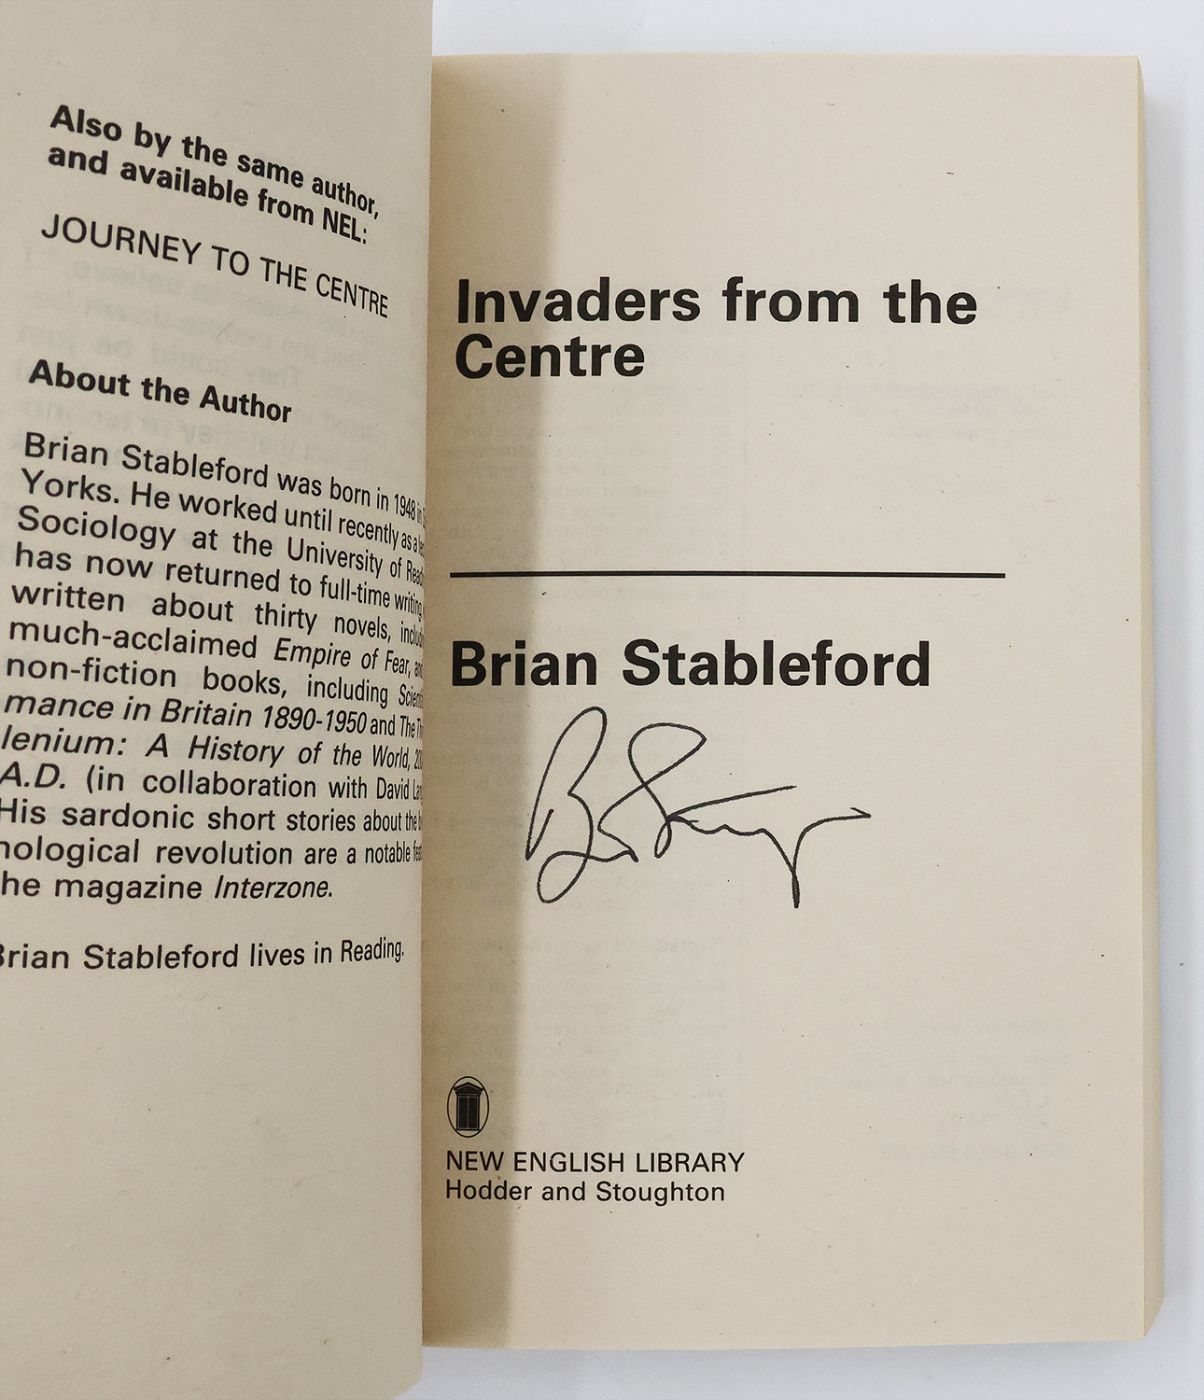 Also by the same author,
and available from NEL:
JOURNEY TO THE CENTRE
About the Author
Brian Stableford was born in 1948 in
Yorks. He worked until recently as a
Sociology at the University of
has now returned to full-time writing
written about thirty novels,
much-acclaimed Empire of Fear,
non-fiction books, including
mance in Britain 1890-1950 and The
lenium: A History of the World,
A.D. (in collaboration with David
His sardonic short stories about the
nological revolution are a notable
he magazine Interzone.
Brian Stableford lives in Reading.
Invaders from the
Centre
Brian Stableford
NEW ENGLISH LIBRARY
Hodder and Stoughton